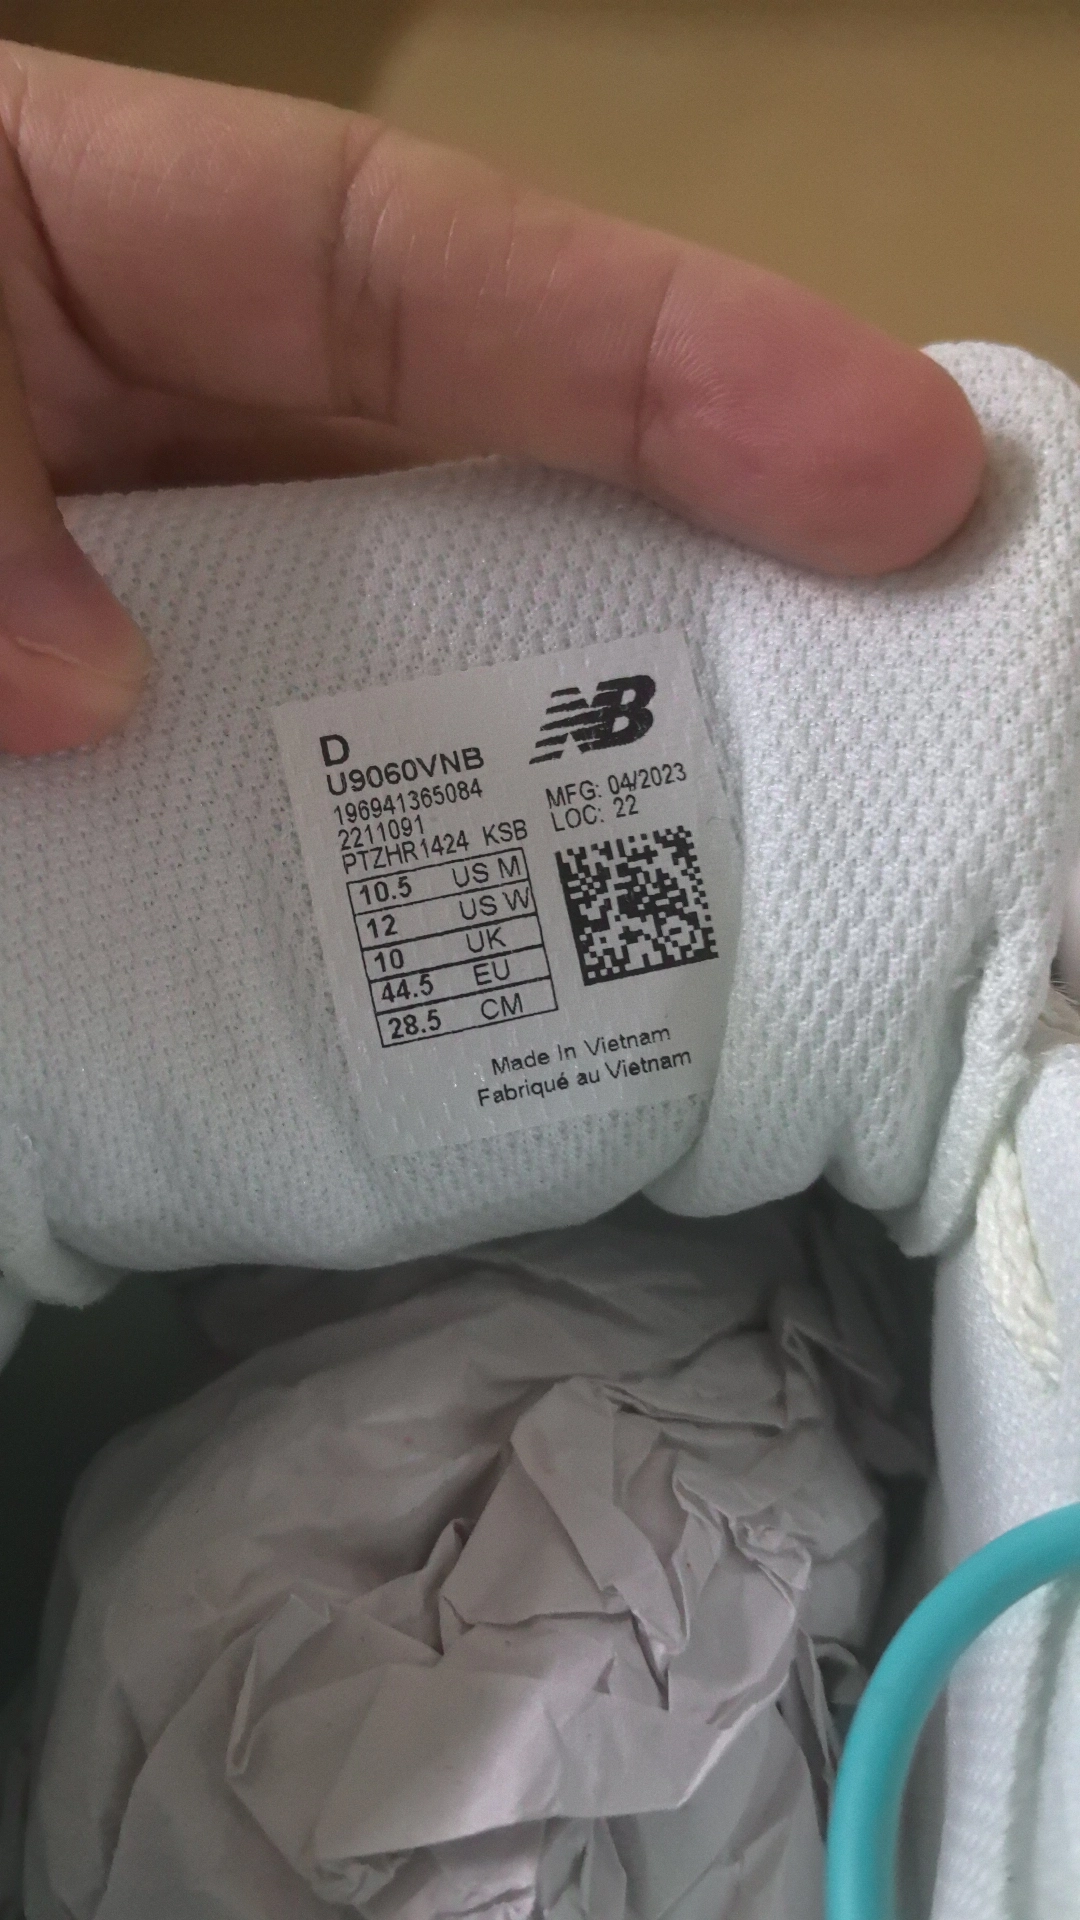 NB
D
U9060VNB
196941365084
2211091
PTZHR1424 KSB
MFG: 04/2023
LOC: 22
10.5 US M
12 US W
10 UK
44.5 EU
28.5 CM
Made In Vietnam
Fabriqué au Vietnam